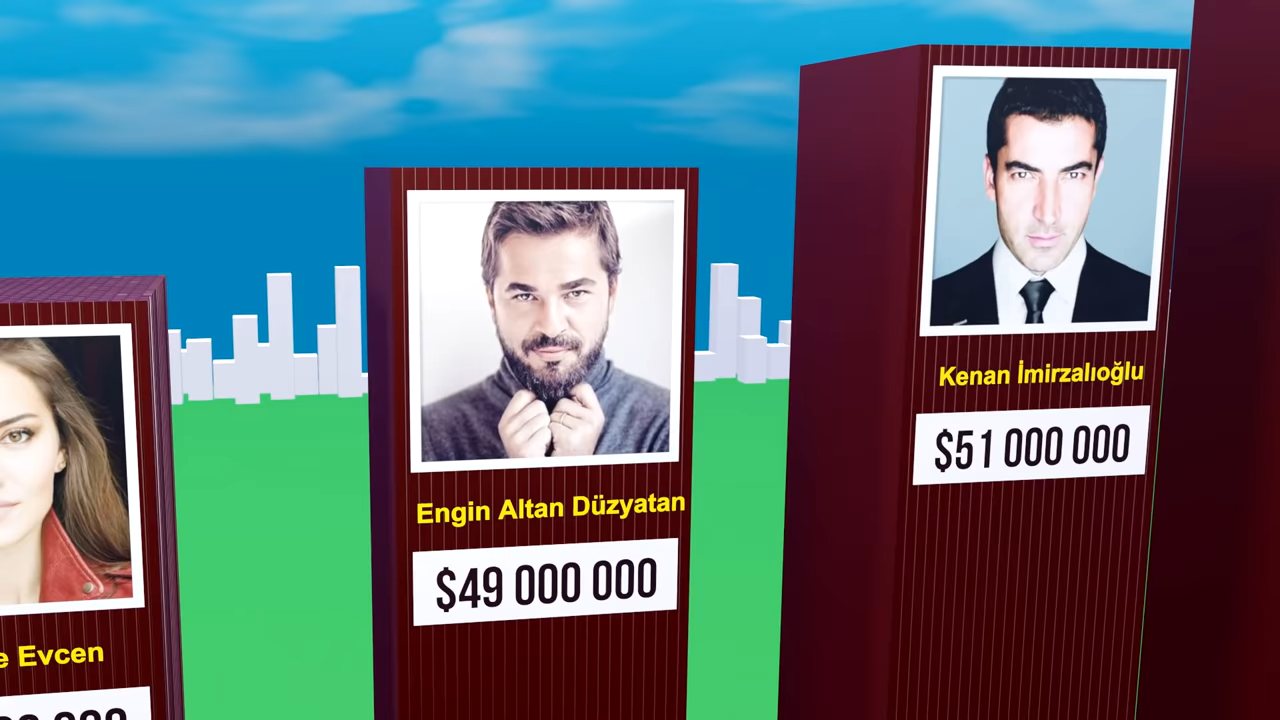 Evcen
Engin Altan Düzyatan
$49 000 000
Kenan İmirzalıoğlu
$51 000 000